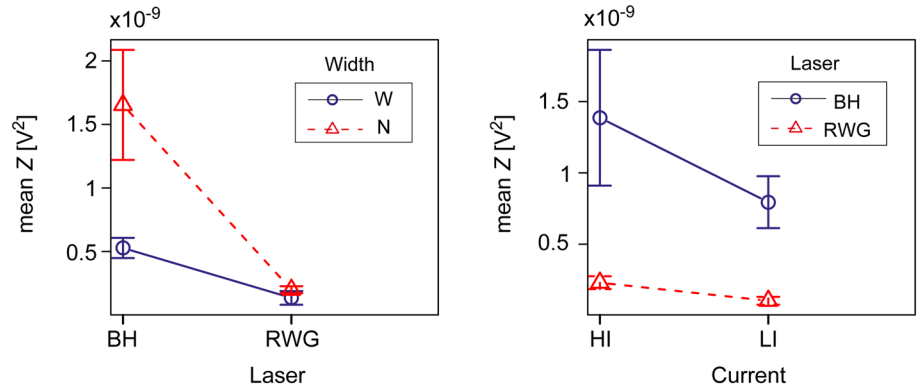 x10⁻⁹
2
1.5
1
0.5
mean Z [V²]
Width
W
N
BH RWG
Laser
x10⁻⁹
1.5
1
0.5
mean Z [V²]
Laser
BH
RWG
HI LI
Current